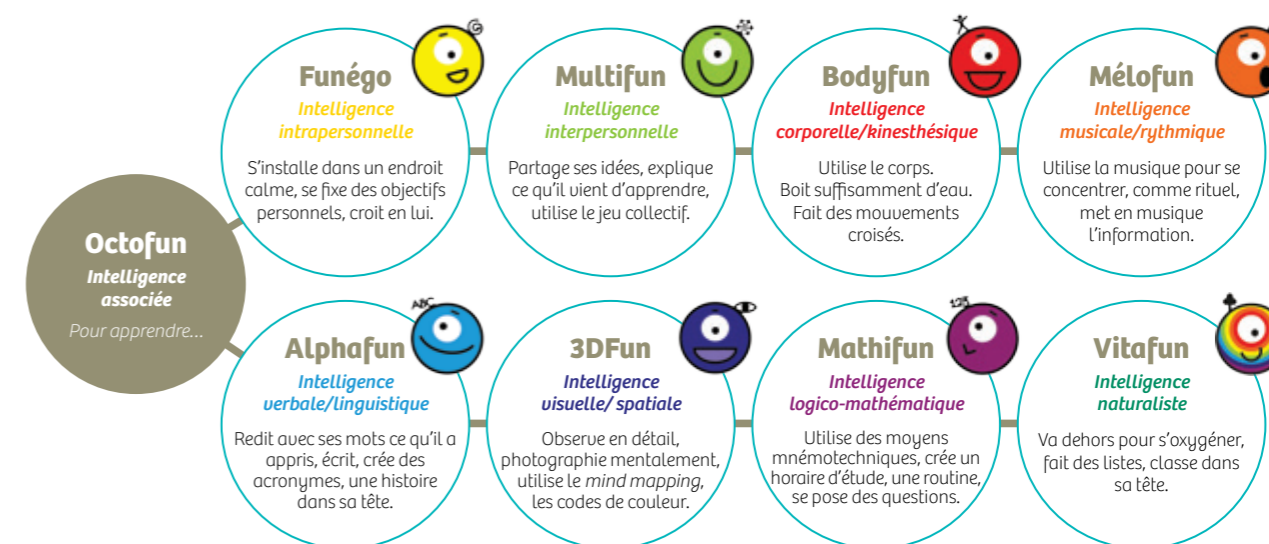 Octofun
Intelligence
associée
Pour apprendre...
Funégo
Intelligence
intrapersonnelle
S'installe dans un endroit
calme, se fixe des objectifs
personnels, croit en lui.
Multifun
Intelligence
interpersonnelle
Partage ses idées, explique
ce qu'il vient d'apprendre,
utilise le jeu collectif.
Bodyfun
Intelligence
corporelle/kinesthésique
Utilise le corps.
Boit suffisamment d'eau.
Fait des mouvements
croisés.
Mélofun
Intelligence
musicale/rythmique
Utilise la musique pour se
concentrer, comme rituel,
met en musique
l'information.
ABC
Alphafun
Intelligence
verbale/linguistique
Redit avec ses mots ce qu'il a
appris, écrit, crée des
acronymes, une histoire
dans sa tête.
3DFun
Intelligence
visuelle/ spatiale
Observe en détail,
photographie mentalement,
utilise le mind mapping,
les codes de couleur.
123
Mathifun
Intelligence
logico-mathématique
Utilise des moyens
mnémotechniques, crée un
horaire d'étude, une routine,
se pose des questions.
Vitafun
Intelligence
naturaliste
Va dehors pour s'oxygéner,
fait des listes, classe dans
sa tête.